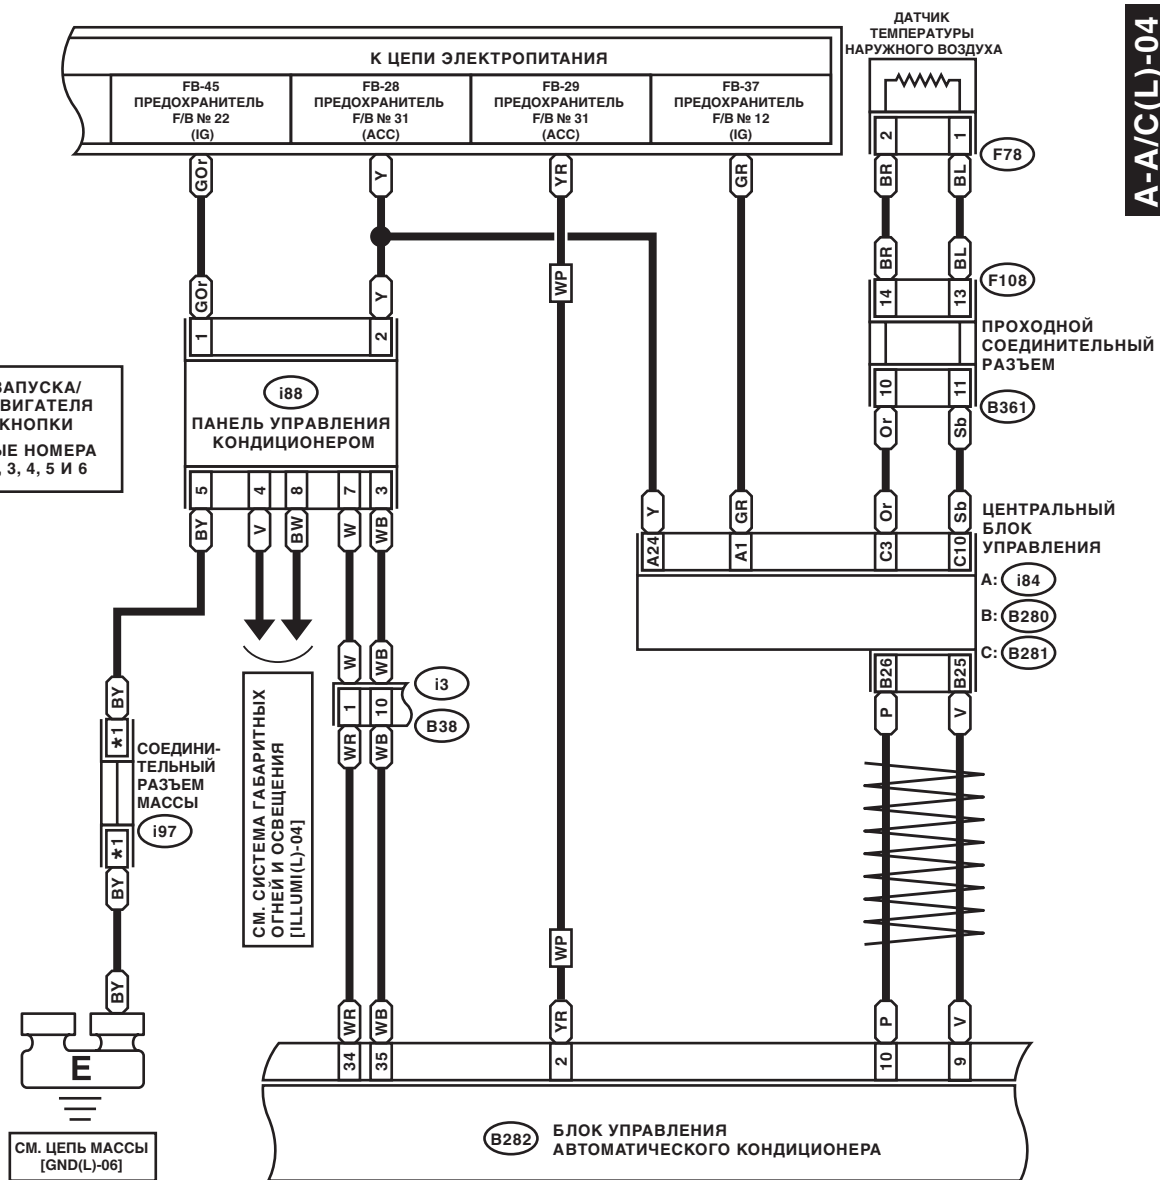 A-A/C(L)-04
ДАТЧИК
ТЕМПЕРАТУРЫ
НАРУЖНОГО ВОЗДУХА
К ЦЕПИ ЭЛЕКТРОПИТАНИЯ
FB-45
ПРЕДОХРАНИТЕЛЬ
F/B № 22
(IG)
FB-28
ПРЕДОХРАНИТЕЛЬ
F/B № 31
(ACC)
FB-29
ПРЕДОХРАНИТЕЛЬ
F/B № 31
(ACC)
FB-37
ПРЕДОХРАНИТЕЛЬ
F/B № 12
(IG)
2 1
F78
GOr Y YR GR BR BL
BR BL
F108
14 13
WP
GOr Y
1 2
ПРОХОДНОЙ
СОЕДИНИТЕЛЬНЫЙ
РАЗЪЕМ
10 11
B361
Or Sb
ЗАПУСКА/
ВИГАТЕЛЯ
КНОПКИ
ЫЕ НОМЕРА
, 3, 4, 5 И 6
i88
ПАНЕЛЬ УПРАВЛЕНИЯ
КОНДИЦИОНЕРОМ
5 4 8 7 3
BY V BW W WB
Y GR Or Sb
A24 A1 C3 C10
ЦЕНТРАЛЬНЫЙ
БЛОК
УПРАВЛЕНИЯ
A: i84
B: B280
C: B281
B26 B25
P V
W WB
i3
1 10
B38
WR WB
BY
*1
СОЕДИНИ-
ТЕЛЬНЫЙ
РАЗЪЕМ
МАССЫ
i97
*1
BY
СМ. СИСТЕМА ГАБАРИТНЫХ
ОГНЕЙ И ОСВЕЩЕНИЯ
[ILLUMI(L)-04]
WP
BY
E
СМ. ЦЕПЬ МАССЫ
[GND(L)-06]
WR WB YR P V
34 35 2 10 9
B282
БЛОК УПРАВЛЕНИЯ
АВТОМАТИЧЕСКОГО КОНДИЦИОНЕРА